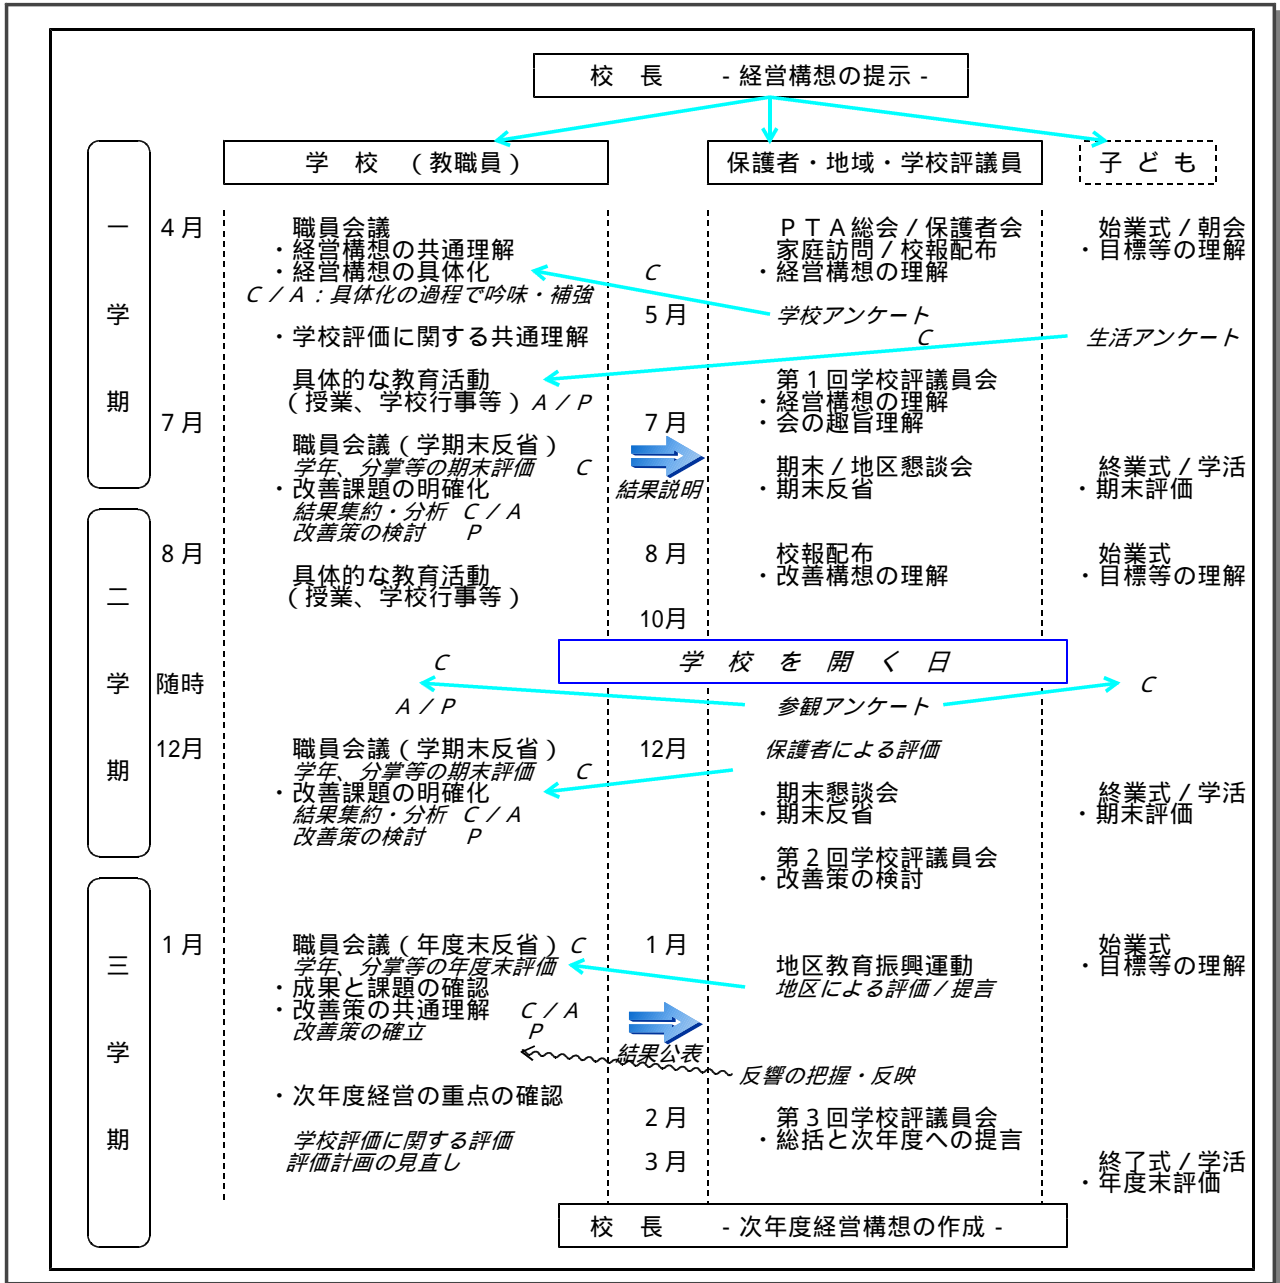 校　長　　- 経営構想の提示 -
学　校　（教職員）
保護者・地域・学校評議員
子 ど も
一
学
期
4月
職員会議
・経営構想の共通理解
・経営構想の具体化
C / A：具体化の過程で吟味・補強
・学校評価に関する共通理解
具体的な教育活動
（授業、学校行事等）A / P
7月
職員会議（学期末反省）
学年、分掌等の期末評価　C
・改善課題の明確化
結果集約・分析　C / A
改善策の検討　P
C
5月
7月
結果説明
ＰＴＡ総会 / 保護者会
家庭訪問 / 校報配布
・経営構想の理解
学校アンケート
C
第１回学校評議員会
・経営構想の理解
・会の趣旨理解
期末 / 地区懇談会
・期末反省
始業式 / 朝会
・目標等の理解
生活アンケート
終業式 / 学活
・期末評価
二
学
期
8月
具体的な教育活動
（授業、学校行事等）
8月
校報配布
・改善構想の理解
始業式
・目標等の理解
10月
学　校　を　開　く　日
随時
C
A / P
参観アンケート
C
12月
職員会議（学期末反省）
学年、分掌等の期末評価　C
・改善課題の明確化
結果集約・分析　C / A
改善策の検討　P
12月
保護者による評価
期末懇談会
・期末反省
第２回学校評議員会
・改善策の検討
終業式 / 学活
・期末評価
三
学
期
1月
職員会議（年度末反省）C
学年、分掌等の年度末評価
・成果と課題の確認
・改善策の共通理解　C / A
改善策の確立　P
・次年度経営の重点の確認
学校評価に関する評価
評価計画の見直し
1月
結果公表
2月
3月
地区教育振興運動
地区による評価 / 提言
反響の把握・反映
第３回学校評議員会
・総括と次年度への提言
始業式
・目標等の理解
終了式 / 学活
・年度末評価
校　長　　- 次年度経営構想の作成 -